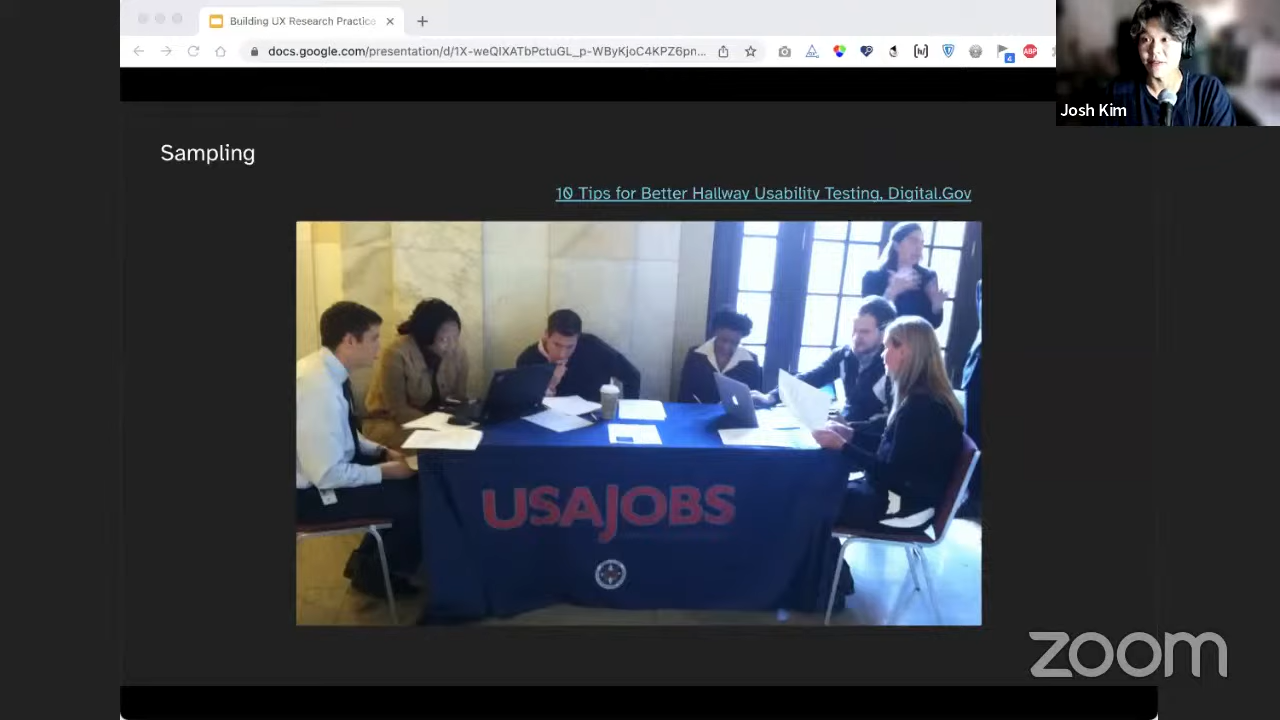 Building UX Research Practice
docs.google.com/presentation/d/1X-weQIXATbPctuGL_p-WByKjoC4KPZ6pn...
Josh Kim
Sampling
10 Tips for Better Hallway Usability Testing, Digital.Gov
USAJOBS
zoom